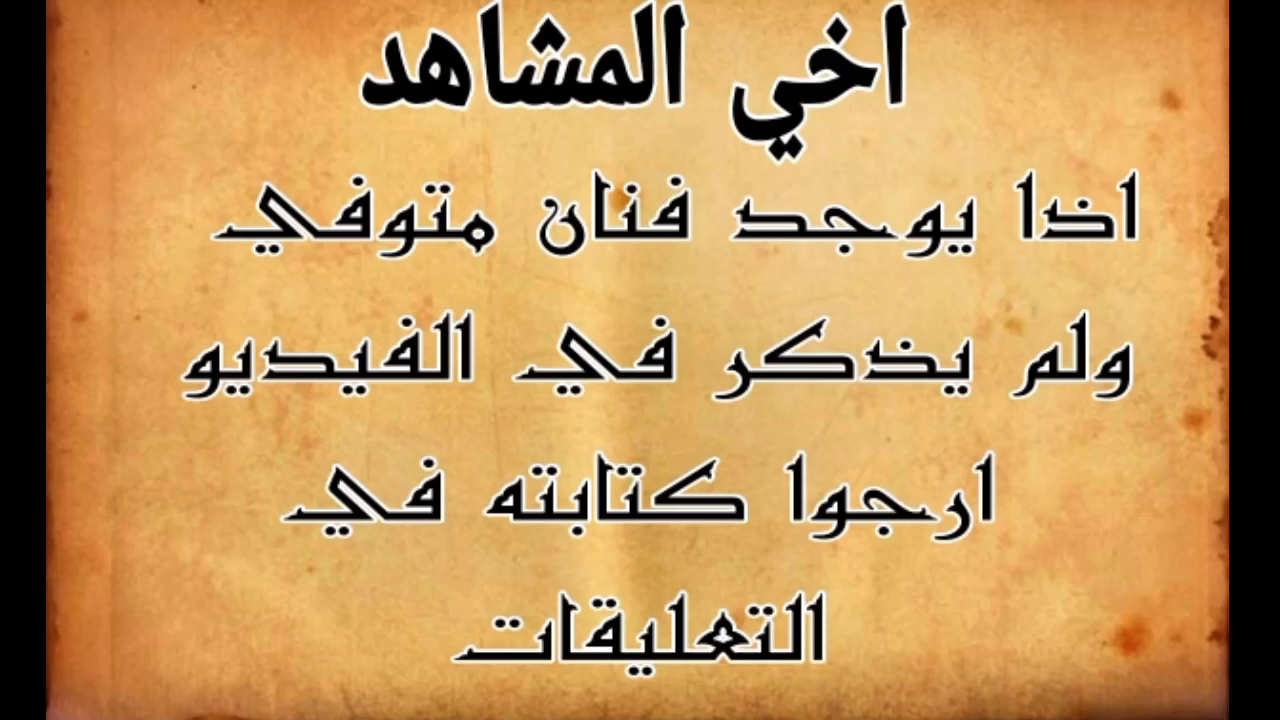 اخي المشاهد
اذا يوجد فنان متوفي
ولم يذكر في الفيديو
ارجوا كتابته في
التعليقات